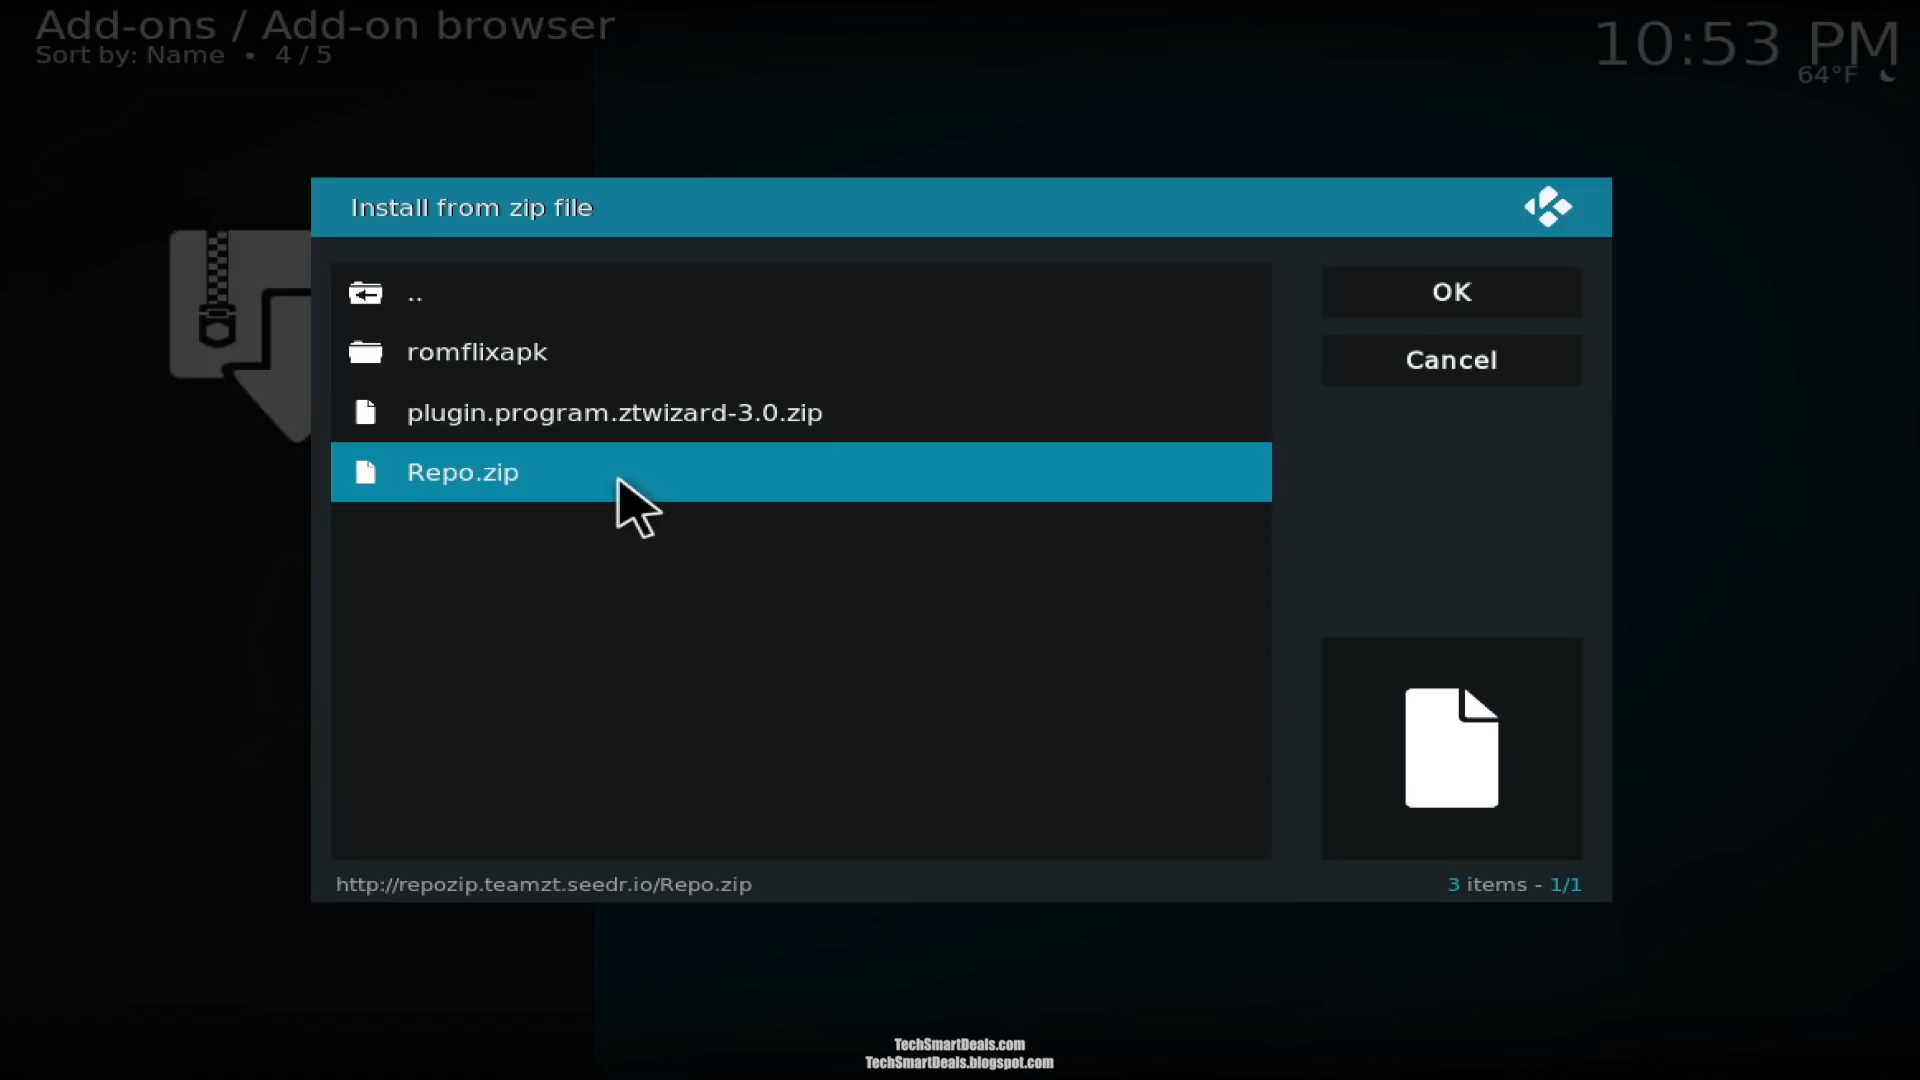 Add-ons / Add-on browser
Sort by: Name • 4 / 5
10:53 PM
64°F
Install from zip file
..
romflixapk
plugin.program.ztwizard-3.0.zip
Repo.zip
OK
Cancel
http://repozip.teamzt.seedr.io/Repo.zip
3 items - 1/1
TechSmartDeals.com
TechSmartDeals.blogspot.com